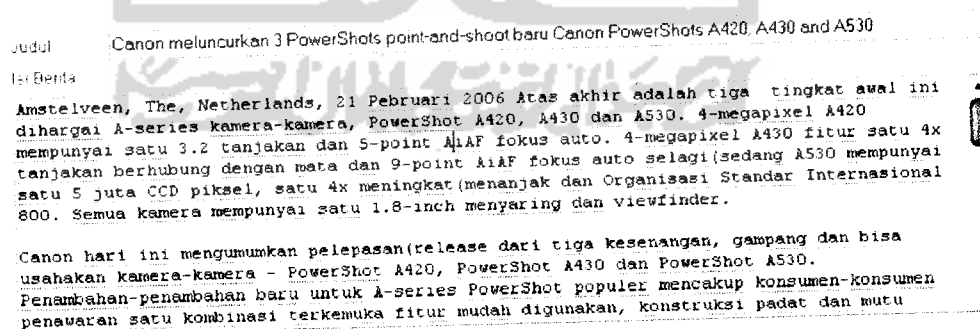 Judul Canon meluncurkan 3 PowerShots point-and-shoot baru Canon PowerShots A420, A430 and A530
Isi Berita
Amstelveen, The, Netherlands, 21 Pebruari 2006 Atas akhir adalah tiga tingkat awal ini
dihargai A-series kamera-kamera, PowerShot A420, A430 dan A530. 4-megapixel A420
mempunyai satu 3.2 tanjakan dan 5-point AiAF fokus auto. 4-megapixel A430 fitur satu 4x
tanjakan berhubung dengan mata dan 9-point AiAF fokus auto selagi(sedang A530 mempunyai
satu 5 juta CCD piksel, satu 4x meningkat(menanjak dan Organisasi Standar Internasional
800. Semua kamera mempunyai satu 1.8-inch menyaring dan viewfinder.
Canon hari ini mengumumkan pelepasan(release dari tiga kesenangan, gampang dan bisa
usahakan kamera-kamera - PowerShot A420, PowerShot A430 dan PowerShot A530.
Penambahan-penambahan baru untuk A-series PowerShot populer mencakup konsumen-konsumen
penawaran satu kombinasi terkemuka fitur mudah digunakan, konstruksi padat dan mutu